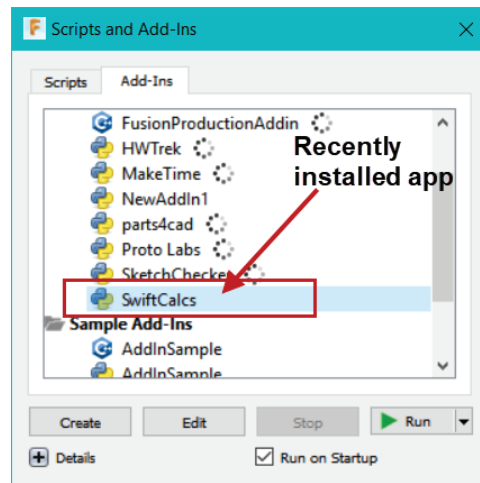 Scripts and Add-Ins
Scripts
Add-Ins
FusionProductionAddin
HWTrek
MakeTime
NewAddIn1
parts4cad
Proto Labs
SketchChecker
SwiftCalcs
Recently
installed app
Sample Add-Ins
AddInSample
AddInSample
Create
Edit
Stop
Run
Details
Run on Startup